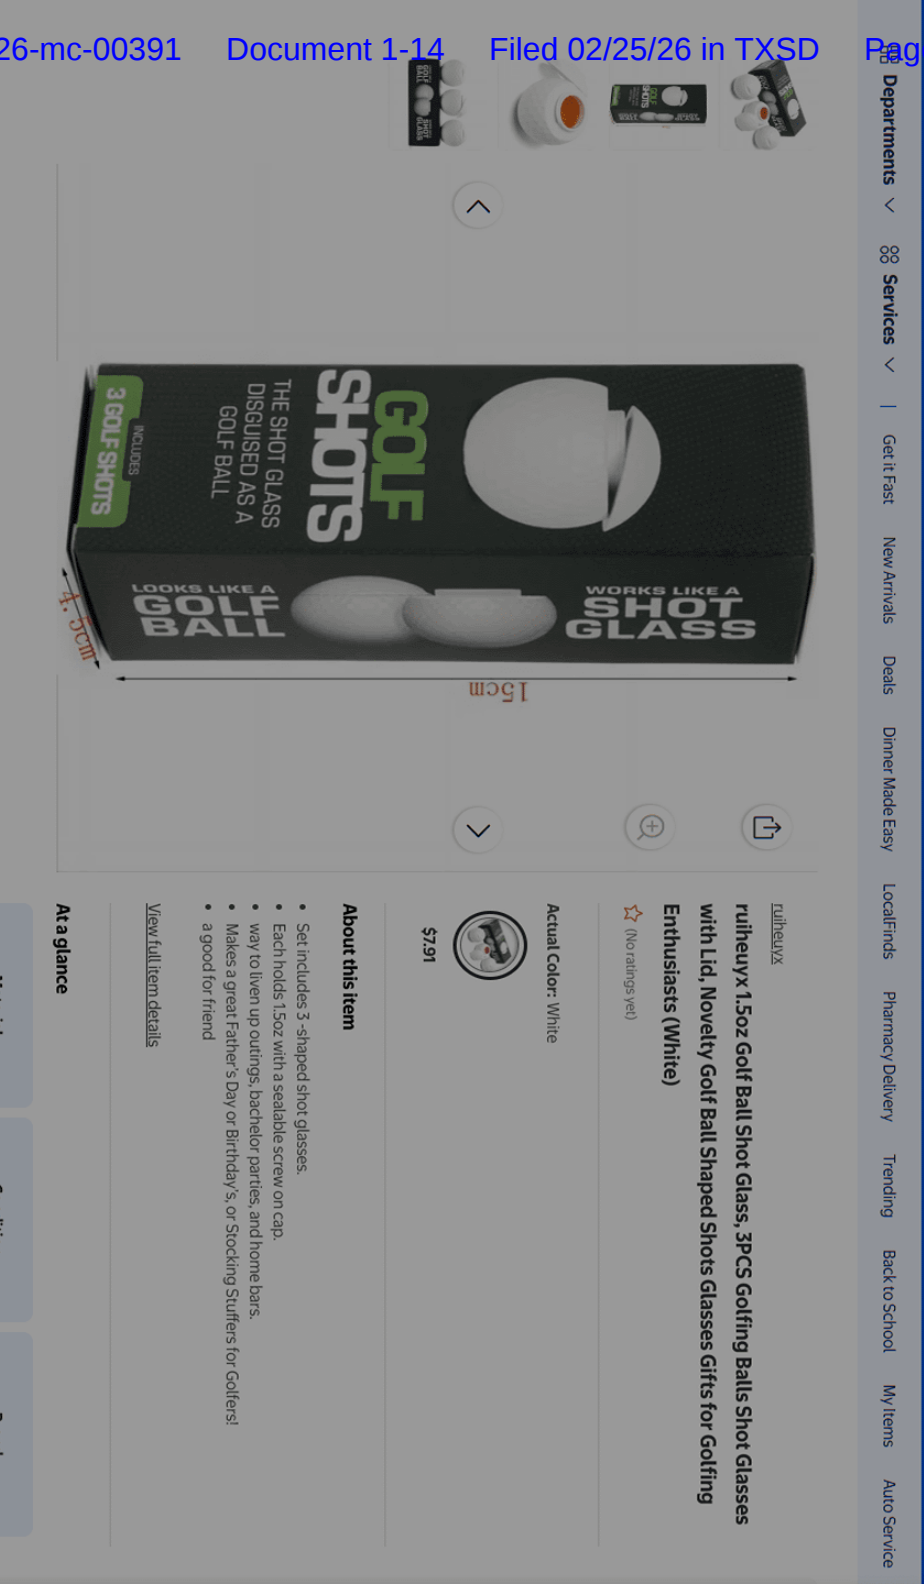 26-mc-00391 Document 1-14 Filed 02/25/26 in TXSD
Departments
Services
Get it Fast
New Arrivals
Deals
Dinner Made Easy
LocalFinds
Pharmacy Delivery
Trending
Back to School
My Items
Auto Service
GOLF
SHOTS
THE SHOT GLASS
DISGUISED AS A
GOLF BALL
INCLUDES
3 GOLF SHOTS
LOOKS LIKE A
GOLF
BALL
WORKS LIKE A
SHOT
GLASS
4.5cm
15cm
ruiheuyx
ruiheuyx 1.5oz Golf Ball Shot Glass, 3PCS Golfing Balls Shot Glasses
with Lid, Novelty Golf Ball Shaped Shots Glasses Gifts for Golfing
Enthusiasts (White)
(No ratings yet)
Actual Color: White
$7.91
About this item
• Set includes 3 -shaped shot glasses.
• Each holds 1.5oz with a sealable screw on cap.
• way to liven up outings, bachelor parties, and home bars.
• Makes a great Father's Day or Birthday's, or Stocking Stuffers for Golfers!
• a good for friend
View full item details
At a glance